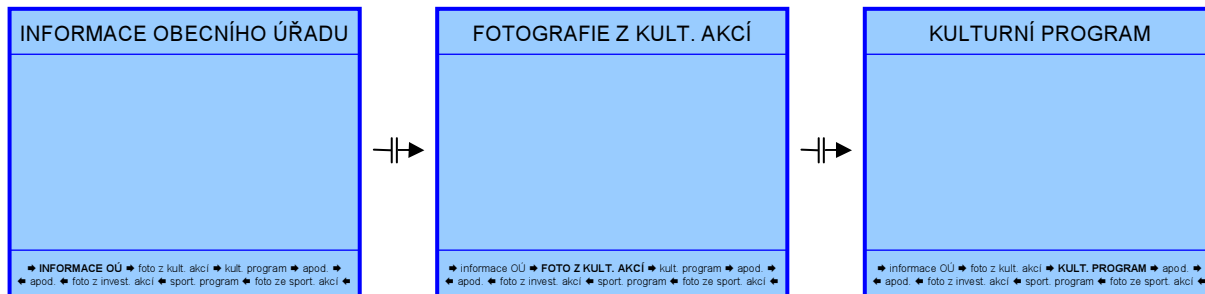 INFORMACE OBECNÍHO ÚŘADU
➡ INFORMACE OÚ ➡ foto z kult. akcí ➡ kult. program ➡ apod. ➡
⬅ apod. ⬅ foto z invest. akcí ⬅ sport. program ⬅ foto ze sport. akcí ⬅
FOTOGRAFIE Z KULT. AKCÍ
➡ informace OÚ ➡ FOTO Z KULT. AKCÍ ➡ kult. program ➡ apod. ➡
⬅ apod. ⬅ foto z invest. akcí ⬅ sport. program ⬅ foto ze sport. akcí ⬅
KULTURNÍ PROGRAM
➡ informace OÚ ➡ foto z kult. akcí ➡ KULT. PROGRAM ➡ apod. ➡
⬅ apod. ⬅ foto z invest. akcí ⬅ sport. program ⬅ foto ze sport. akcí ⬅